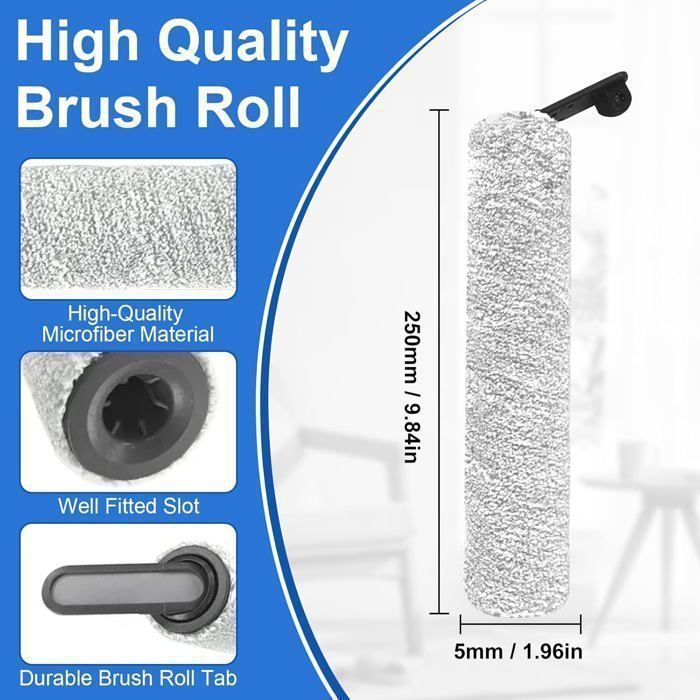 High Quality
Brush Roll
High-Quality
Microfiber Material
Well Fitted Slot
Durable Brush Roll Tab
250mm / 9.84in
5mm / 1.96in